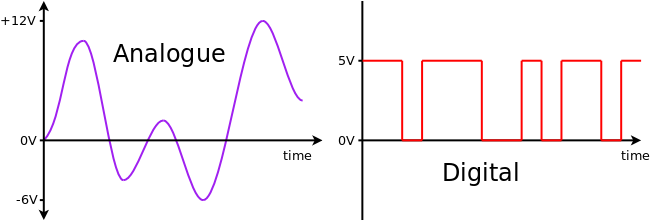 +12V
Analogue
0V
time
-6V
5V
0V
time
Digital